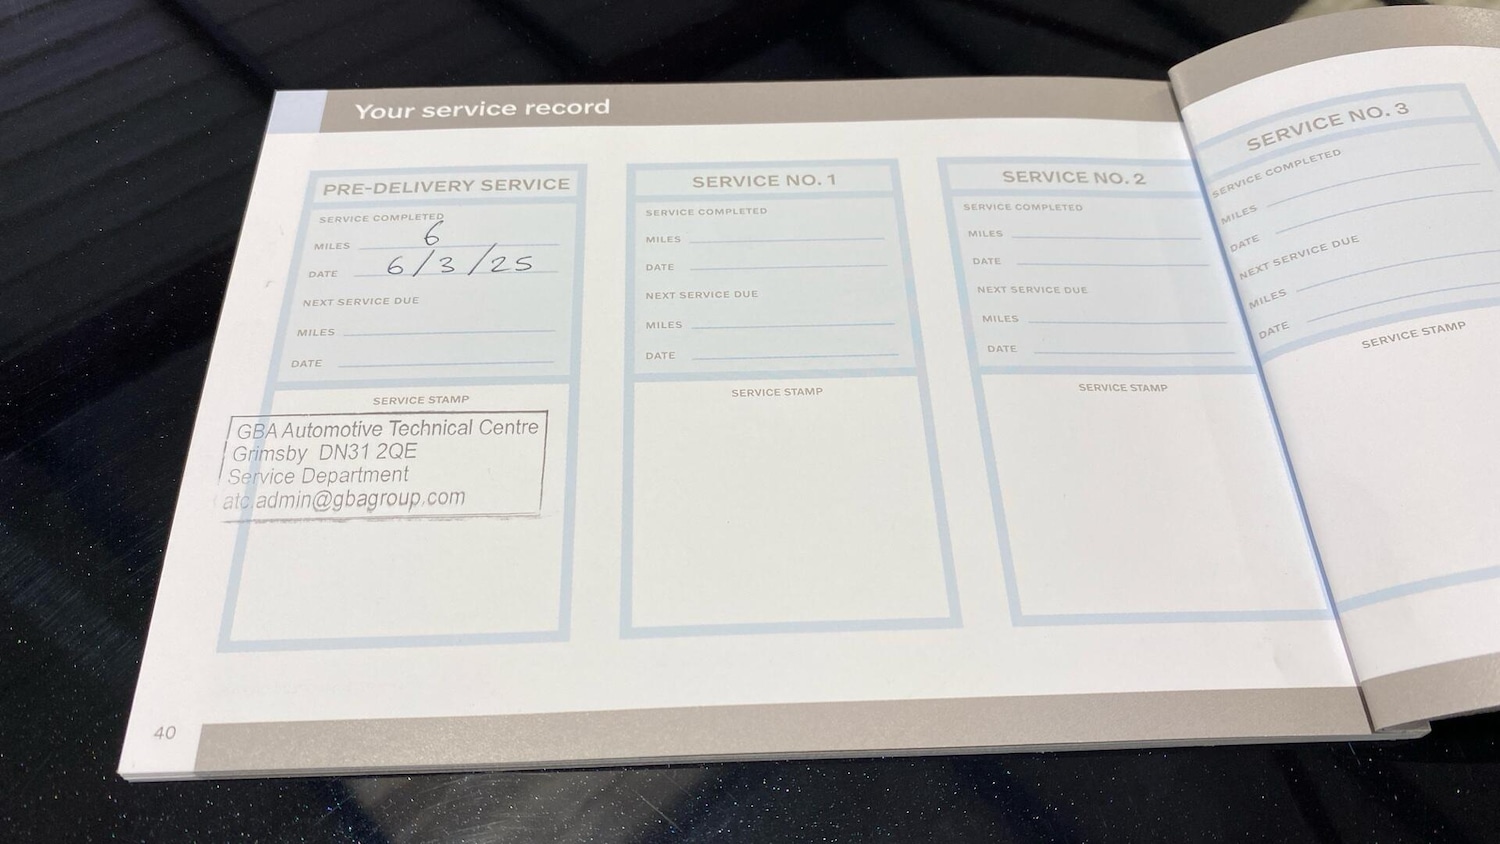 Your service record
PRE-DELIVERY SERVICE
SERVICE COMPLETED
MILES 6
DATE 6/3/25
NEXT SERVICE DUE
MILES
DATE
SERVICE STAMP
GBA Automotive Technical Centre
Grimsby DN31 2QE
Service Department
atc.admin@gbagroup.com
SERVICE NO. 1
SERVICE COMPLETED
MILES
DATE
NEXT SERVICE DUE
MILES
DATE
SERVICE STAMP
SERVICE NO. 2
SERVICE COMPLETED
MILES
DATE
NEXT SERVICE DUE
MILES
DATE
SERVICE STAMP
SERVICE NO. 3
SERVICE COMPLETED
MILES
DATE
NEXT SERVICE DUE
MILES
DATE
SERVICE STAMP
40